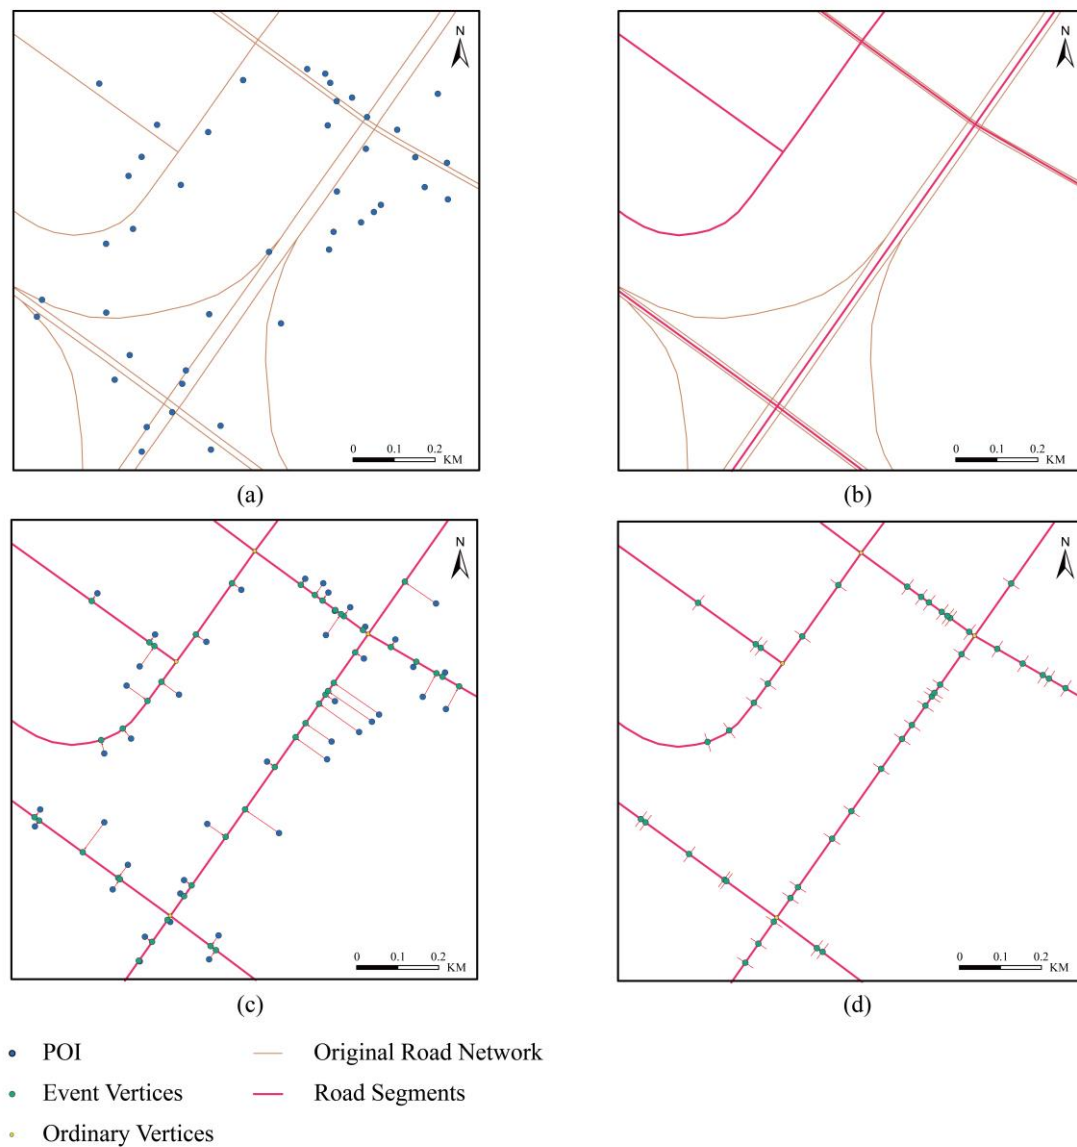 N
N
0 0.1 0.2
KM
0 0.1 0.2
KM
(a)
(b)
N
N
0 0.1 0.2
KM
0 0.1 0.2
KM
(c)
(d)
POI
Original Road Network
Event Vertices
Road Segments
Ordinary Vertices